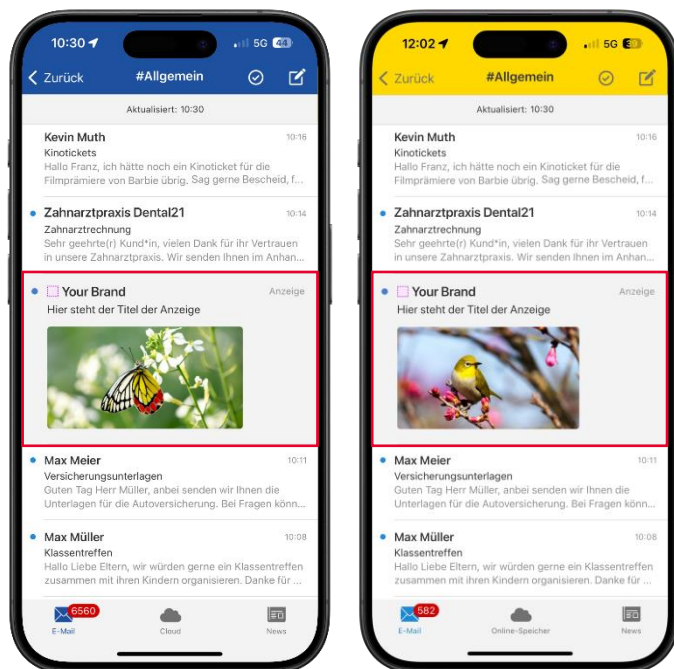 10:30
5G 44
Zurück
#Allgemein
Aktualisiert: 10:30
Kevin Muth
10:16
Kinotickets
Hallo Franz, ich hätte noch ein Kinoticket für die
Filmprämiere von Barbie übrig. Sag gerne Bescheid, f...
Zahnarztpraxis Dental21
10:14
Zahnarztrechnung
Sehr geehrte(r) Kund*in, vielen Dank für ihr Vertrauen
in unsere Zahnarztpraxis. Wir senden Ihnen im Anhan...
Your Brand
Anzeige
Hier steht der Titel der Anzeige
Max Meier
10:11
Versicherungsunterlagen
Guten Tag Herr Müller, anbei senden wir Ihnen die
Unterlagen für die Autoversicherung. Bei Fragen könn...
Max Müller
10:08
Klassentreffen
Hallo Liebe Eltern, wir würden gerne ein Klassentreffen
zusammen mit ihren Kindern organisieren. Danke für ...
6560
E-Mail
Cloud
News
12:02
5G
Zurück
#Allgemein
Aktualisiert: 10:30
Kevin Muth
10:16
Kinotickets
Hallo Franz, ich hätte noch ein Kinoticket für die
Filmprämiere von Barbie übrig. Sag gerne Bescheid, f...
Zahnarztpraxis Dental21
10:14
Zahnarztrechnung
Sehr geehrte(r) Kund*in, vielen Dank für ihr Vertrauen
in unsere Zahnarztpraxis. Wir senden Ihnen im Anhan...
Your Brand
Anzeige
Hier steht der Titel der Anzeige
Max Meier
10:11
Versicherungsunterlagen
Guten Tag Herr Müller, anbei senden wir Ihnen die
Unterlagen für die Autoversicherung. Bei Fragen könn...
Max Müller
10:08
Klassentreffen
Hallo Liebe Eltern, wir würden gerne ein Klassentreffen
zusammen mit ihren Kindern organisieren. Danke für ...
582
E-Mail
Online-Speicher
News